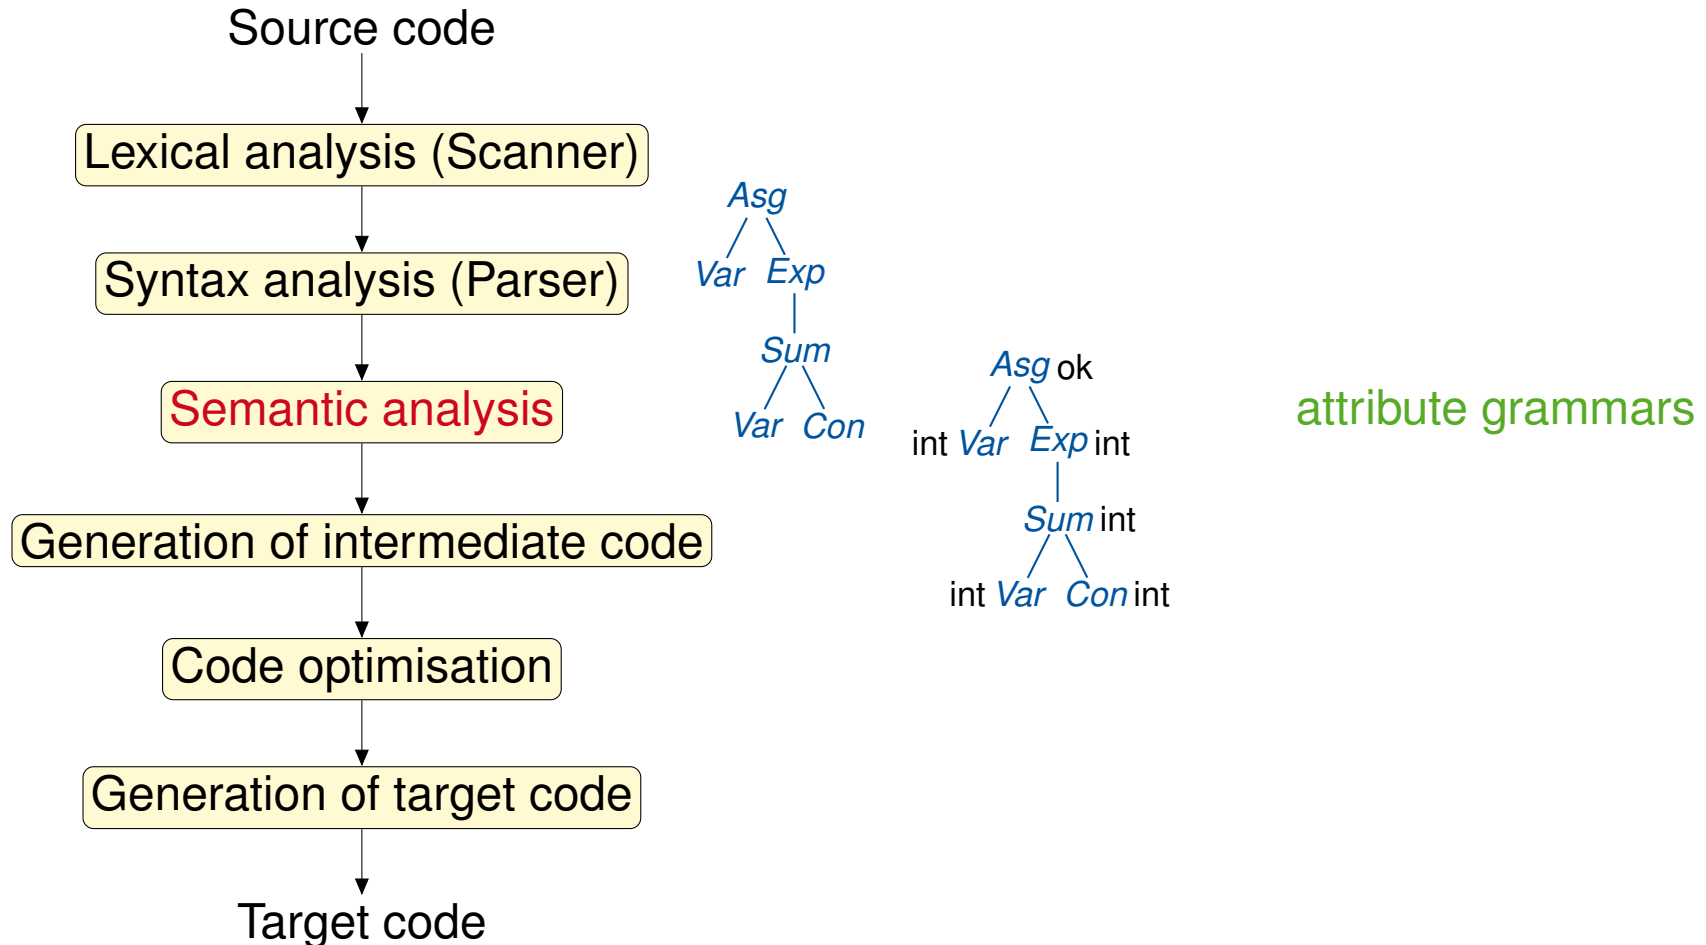 Source code
Lexical analysis (Scanner)
Syntax analysis (Parser)
Semantic analysis
Generation of intermediate code
Code optimisation
Generation of target code
Target code
Asg
Var Exp
Sum
Var Con
Asg ok
int Var Exp int
Sum int
int Var Con int
attribute grammars